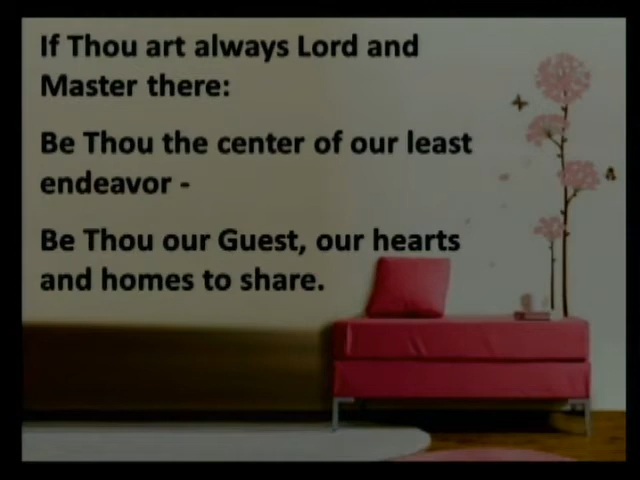 If Thou art always Lord and
Master there:
Be Thou the center of our least
endeavor -
Be Thou our Guest, our hearts
and homes to share.